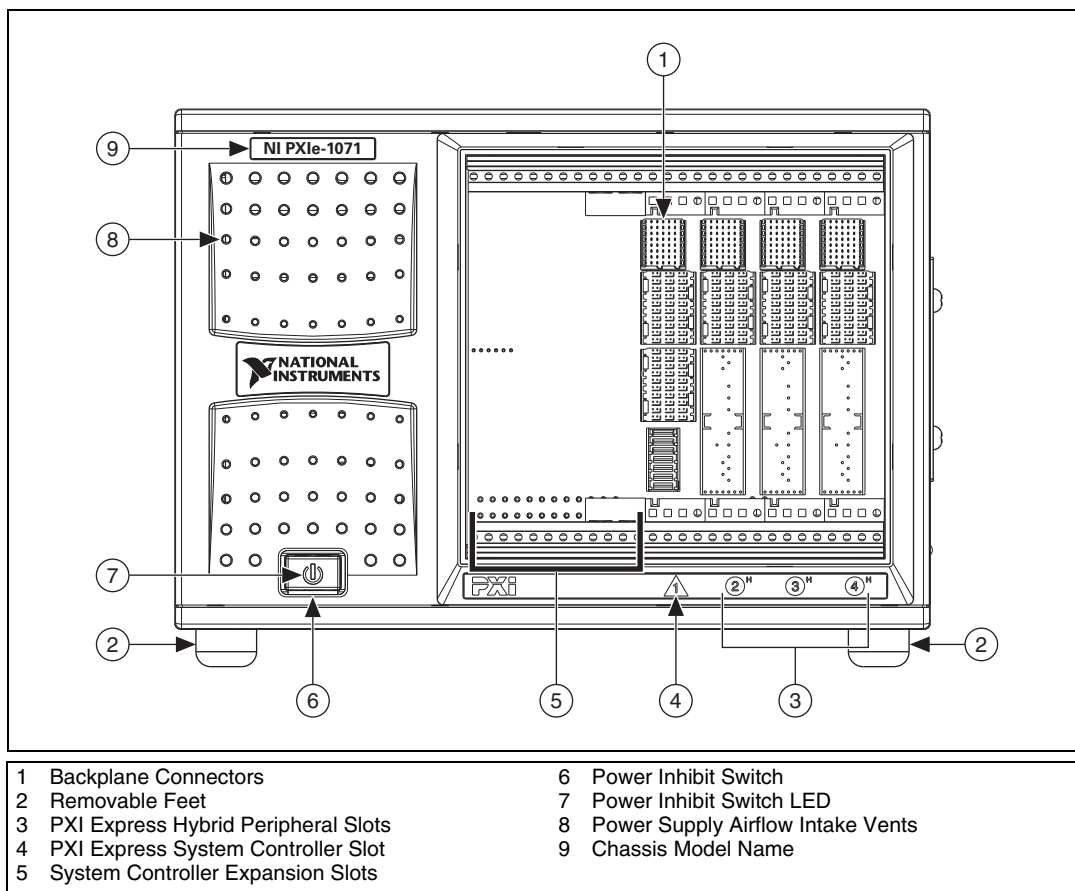 1
9
NI PXIe-1071
8
NATIONAL
INSTRUMENTS
7
PXI
1
2H
3H
4H
2
2
6
5
4
3
1 Backplane Connectors
2 Removable Feet
3 PXI Express Hybrid Peripheral Slots
4 PXI Express System Controller Slot
5 System Controller Expansion Slots
6 Power Inhibit Switch
7 Power Inhibit Switch LED
8 Power Supply Airflow Intake Vents
9 Chassis Model Name